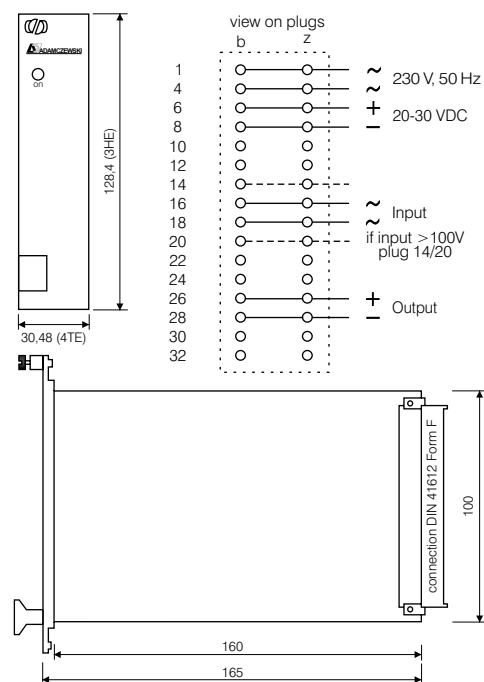 ADAMCZEWSKI
on
128,4 (3HE)
30,48 (4TE)
view on plugs
b z
1 ~ 230 V, 50 Hz
4 ~
6 + 20-30 VDC
8 −
10
12
14
16 ~ Input
18 ~
20 if input >100V
plug 14/20
22
24
26 + Output
28 −
30
32
connection DIN 41612 Form F
100
160
165